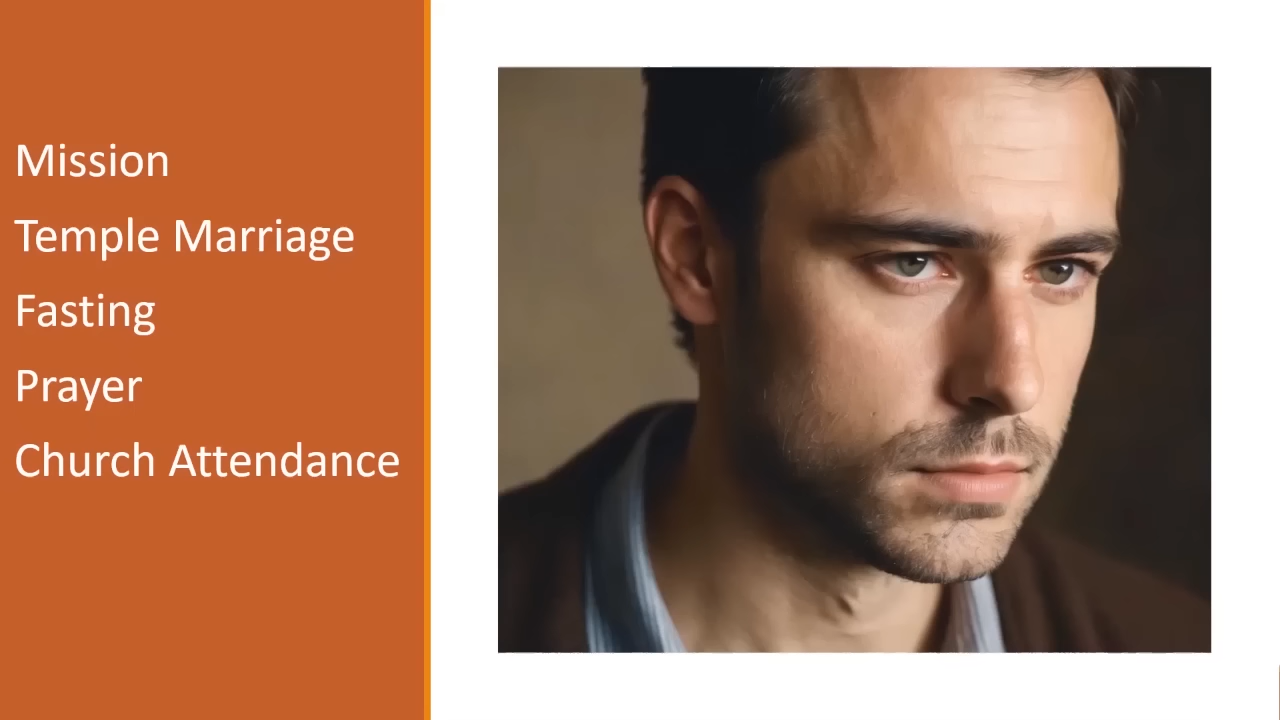 Mission
Temple Marriage
Fasting
Prayer
Church Attendance